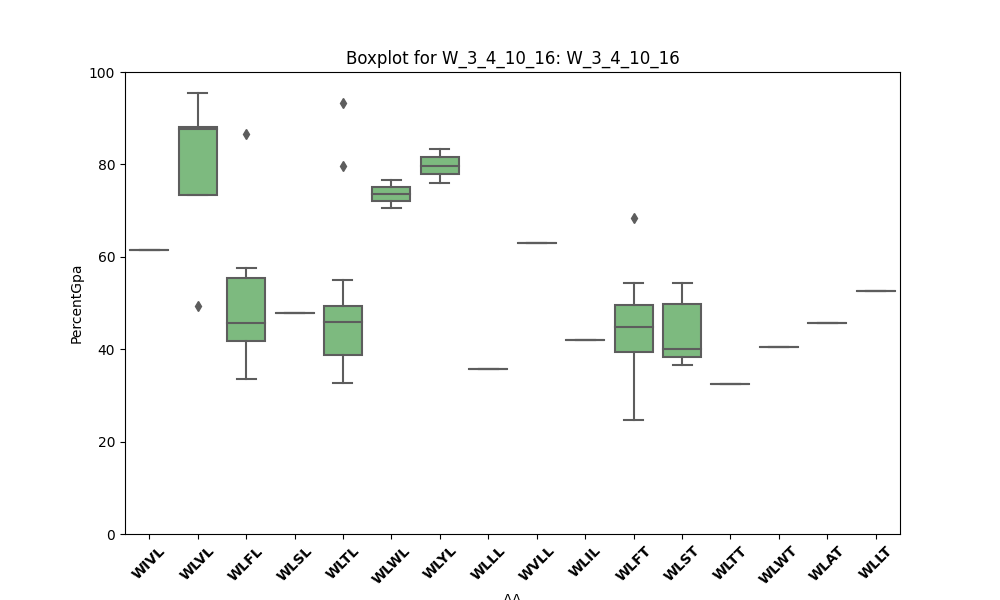 Boxplot for W_3_4_10_16: W_3_4_10_16
100
80
60
40
20
0
PercentGpa
WIVL WLVL WLFL WLSL WLTL WLWL WLYL WLLL WVLL WLIL WLFT WLST WLTT WLWT WLAT WLLT
AA